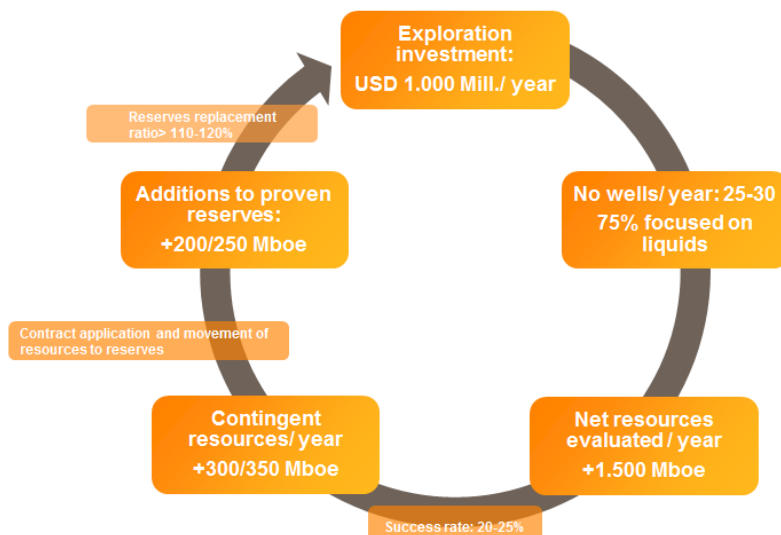 Exploration
investment:
USD 1.000 Mill./ year
Reserves replacement
ratio> 110-120%
Additions to proven
reserves:
+200/250 Mboe
No wells/ year: 25-30
75% focused on
liquids
Contract application and movement of
resources to reserves
Contingent
resources/ year
+300/350 Mboe
Net resources
evaluated / year
+1.500 Mboe
Success rate: 20-25%